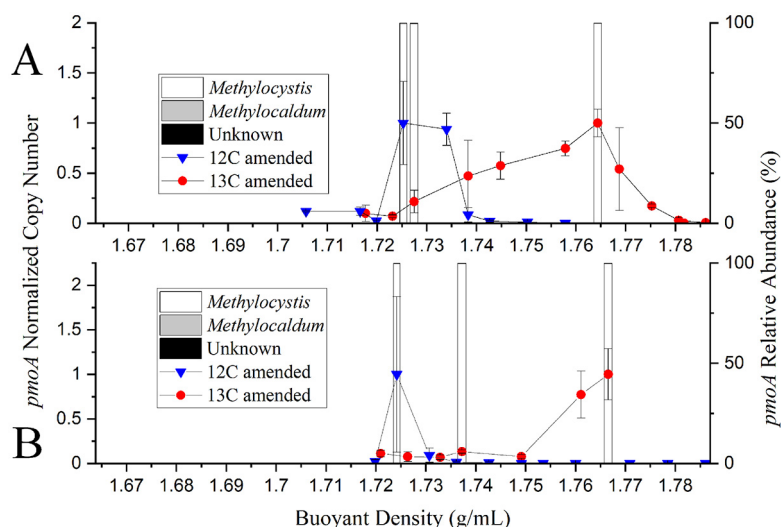 A
pmoA Normalized Copy Number
pmoA Relative Abundance (%)
2
1.5
1
0.5
0
100
50
0
Methylocystis
Methylocaldum
Unknown
12C amended
13C amended
1.67 1.68 1.69 1.7 1.71 1.72 1.73 1.74 1.75 1.76 1.77 1.78
B
2
1.5
1
0.5
0
100
50
0
Methylocystis
Methylocaldum
Unknown
12C amended
13C amended
1.67 1.68 1.69 1.7 1.71 1.72 1.73 1.74 1.75 1.76 1.77 1.78
Buoyant Density (g/mL)